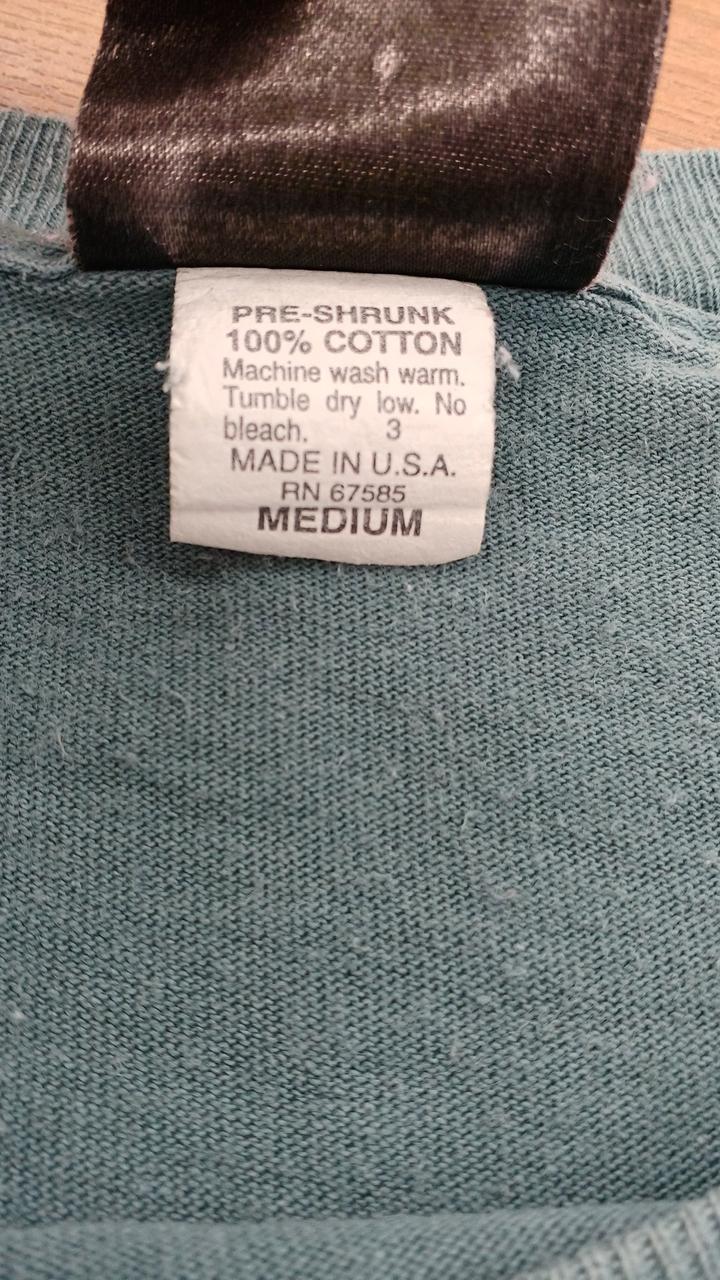 PRE-SHRUNK
100% COTTON
Machine wash warm.
Tumble dry low. No
bleach. 3
MADE IN U.S.A.
RN 67585
MEDIUM